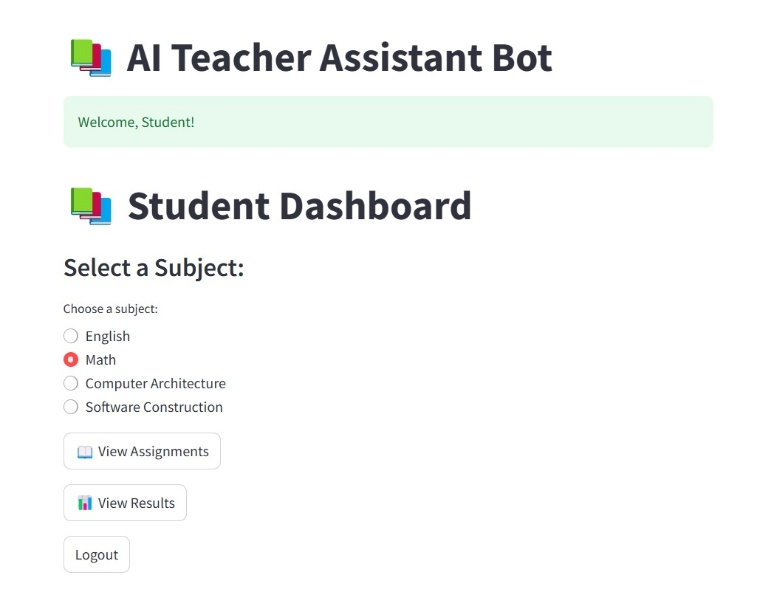 📚 AI Teacher Assistant Bot
Welcome, Student!
📚 Student Dashboard
Select a Subject:
Choose a subject:
English
Math
Computer Architecture
Software Construction
📖 View Assignments
📊 View Results
Logout